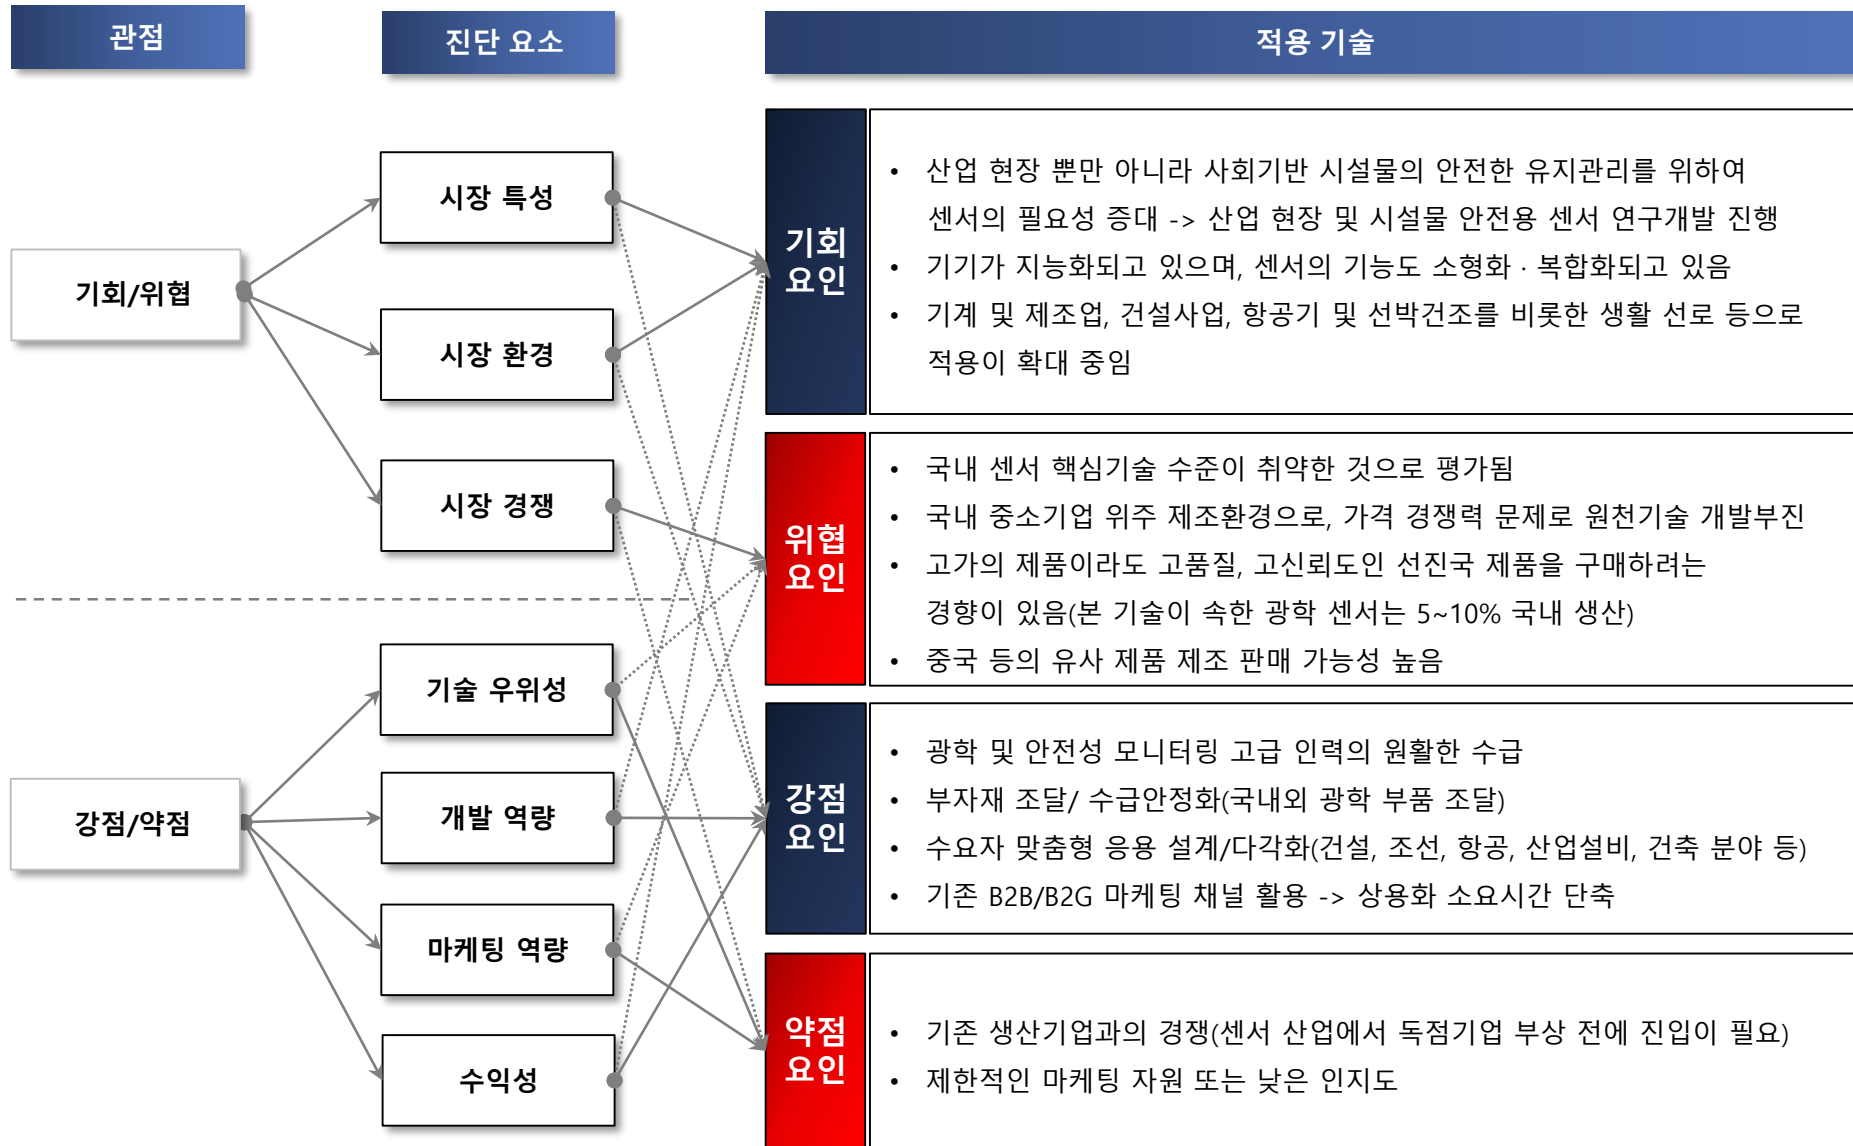 관점
진단 요소
적용 기술
기회/위협
시장 특성
시장 환경
시장 경쟁
강점/약점
기술 우위성
개발 역량
마케팅 역량
수익성
기회
요인
• 산업 현장 뿐만 아니라 사회기반 시설물의 안전한 유지관리를 위하여
센서의 필요성 증대 -> 산업 현장 및 시설물 안전용 센서 연구개발 진행
• 기기가 지능화되고 있으며, 센서의 기능도 소형화 · 복합화되고 있음
• 기계 및 제조업, 건설사업, 항공기 및 선박건조를 비롯한 생활 선로 등으로
적용이 확대 중임
위협
요인
• 국내 센서 핵심기술 수준이 취약한 것으로 평가됨
• 국내 중소기업 위주 제조환경으로, 가격 경쟁력 문제로 원천기술 개발부진
• 고가의 제품이라도 고품질, 고신뢰도인 선진국 제품을 구매하려는
경향이 있음(본 기술이 속한 광학 센서는 5~10% 국내 생산)
• 중국 등의 유사 제품 제조 판매 가능성 높음
강점
요인
• 광학 및 안전성 모니터링 고급 인력의 원활한 수급
• 부자재 조달/ 수급안정화(국내외 광학 부품 조달)
• 수요자 맞춤형 응용 설계/다각화(건설, 조선, 항공, 산업설비, 건축 분야 등)
• 기존 B2B/B2G 마케팅 채널 활용 -> 상용화 소요시간 단축
약점
요인
• 기존 생산기업과의 경쟁(센서 산업에서 독점기업 부상 전에 진입이 필요)
• 제한적인 마케팅 자원 또는 낮은 인지도